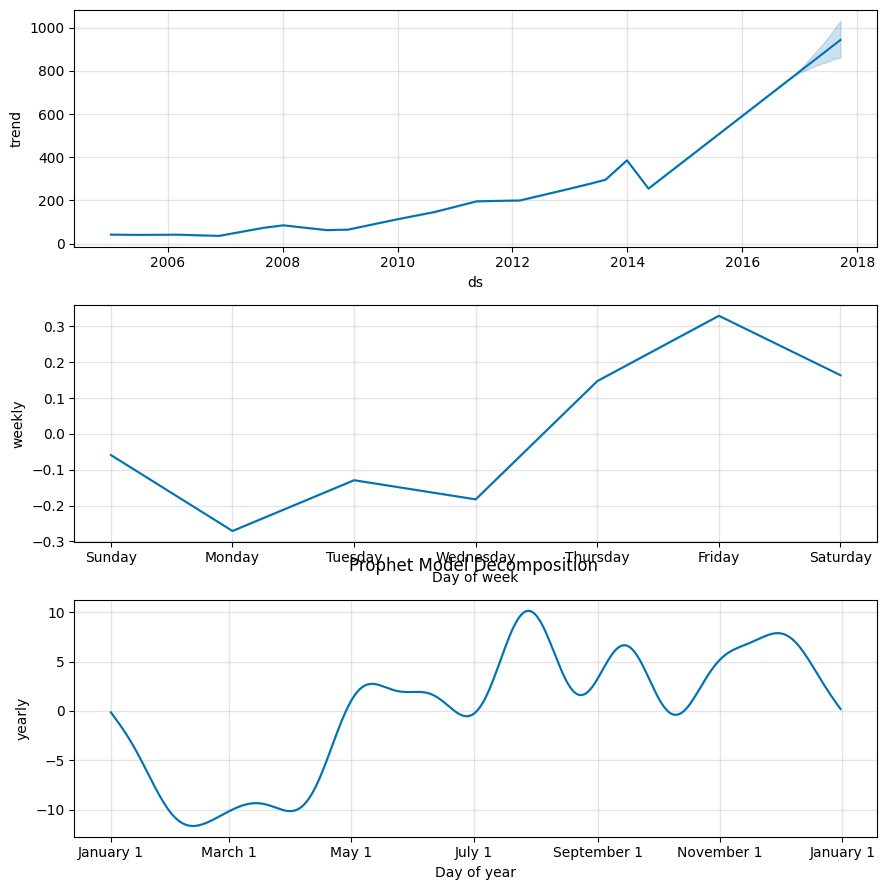 1000
800
600
400
200
0
trend
2006 2008 2010 2012 2014 2016 2018
ds
0.3
0.2
0.1
0.0
−0.1
−0.2
−0.3
weekly
Sunday Monday Tuesday Wednesday Thursday Friday Saturday
Day of week
Prophet Model Decomposition
10
5
0
−5
−10
yearly
January 1 March 1 May 1 July 1 September 1 November 1 January 1
Day of year